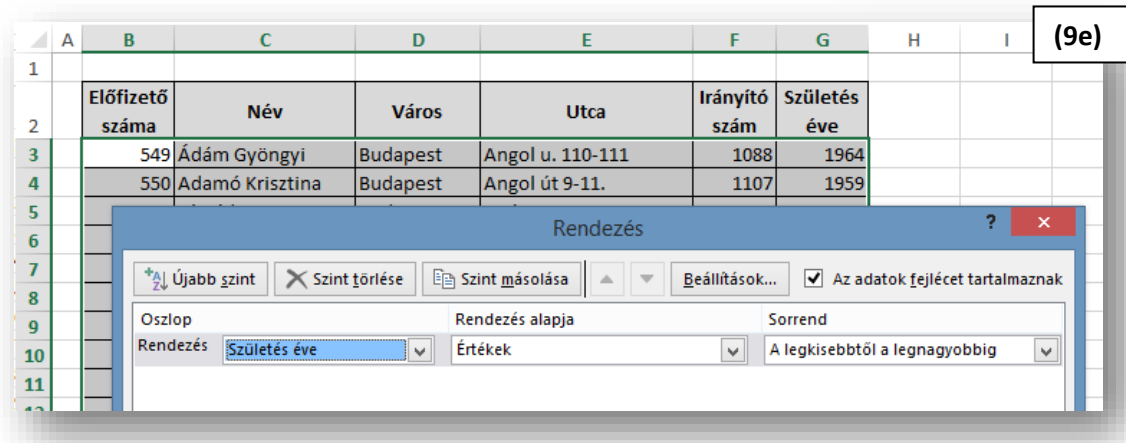 (9e)
A B C D E F G H I
1
Előfizető száma Név Város Utca Irányító szám Születés éve
2
3 549 Ádám Gyöngyi Budapest Angol u. 110-111 1088 1964
4 550 Adamó Krisztina Budapest Angol út 9-11. 1107 1959
5
Rendezés ? ×
6
7 Újabb szint Szint törlése Szint másolása Beállítások... Az adatok fejlécet tartalmaznak
8
9 Oszlop Rendezés alapja Sorrend
10 Rendezés Születés éve Értékek A legkisebbtől a legnagyobbig
11